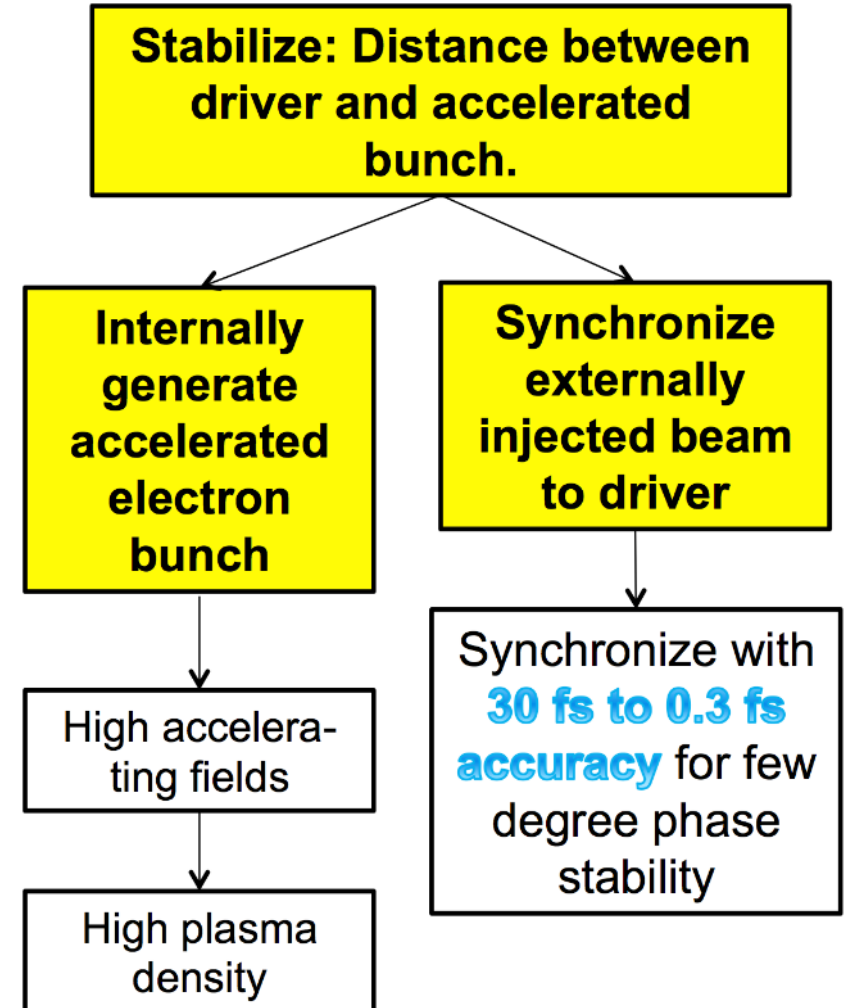 Stabilize: Distance between
driver and accelerated
bunch.
Internally
generate
accelerated
electron
bunch
Synchronize
externally
injected beam
to driver
High accelera-
ting fields
High plasma
density
Synchronize with
30 fs to 0.3 fs
accuracy for few
degree phase
stability